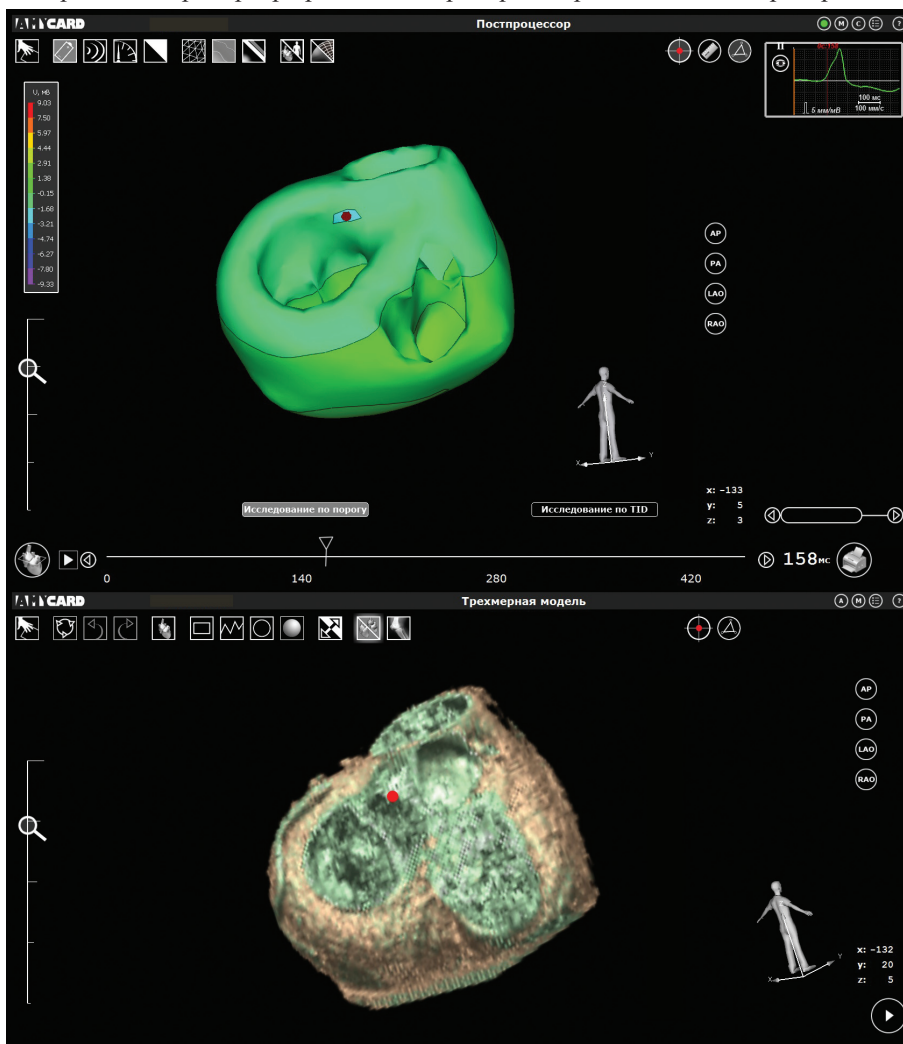 AMYCARD
Постпроцессор
M C ?
U, мВ
9.03
7.50
5.97
4.44
2.91
1.38
-0.15
-1.68
-3.21
-4.74
-6.27
-7.80
-9.33
II
100 мс
100 мм/с
5 мм/мВ
AP
PA
LAO
RAO
X Y
x: -133
y: 5
z: 3
Исследование по порогу
Исследование по TID
0 140 280 420
158 мс
AMYCARD
Трехмерная модель
A M ?
AP
PA
LAO
RAO
X Y
x: -132
y: 20
z: 5